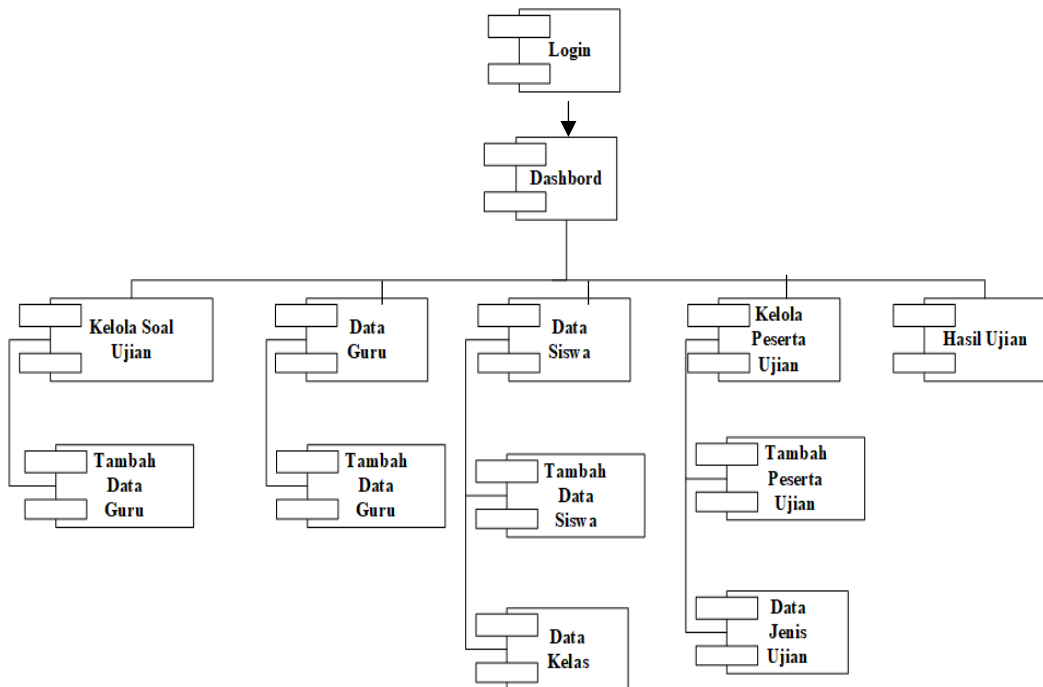 Login
Dashbord
Kelola Soal
Ujian
Data
Guru
Data
Siswa
Kelola
Peserta
Ujian
Hasil Ujian
Tambah
Data
Guru
Tambah
Data
Guru
Tambah
Data
Siswa
Tambah
Peserta
Ujian
Data
Kelas
Data
Jenis
Ujian